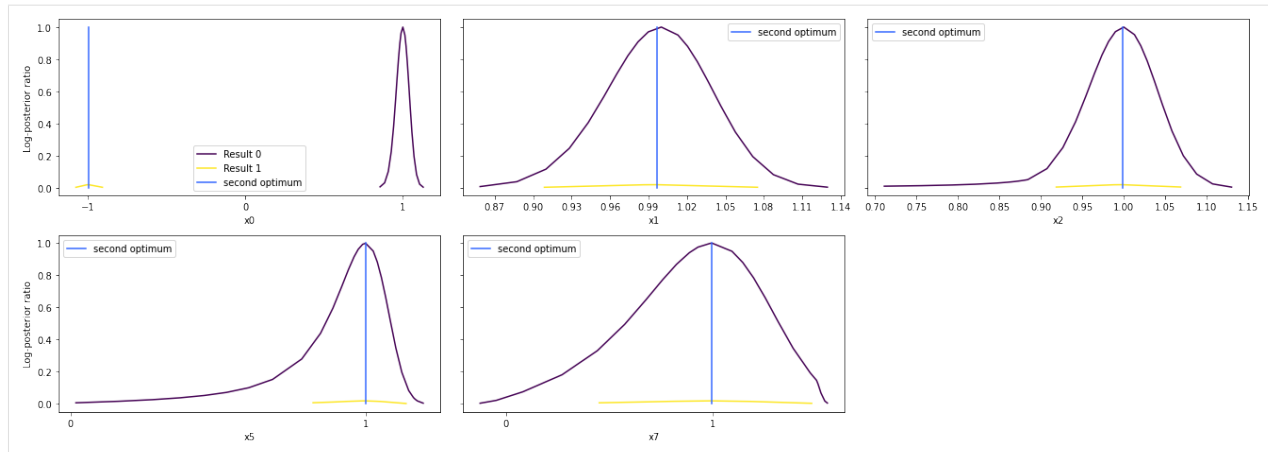 Log-posterior ratio
1.0
0.8
0.6
0.4
0.2
0.0
Result 0
Result 1
second optimum
−1 0 1
x0
second optimum
0.87 0.90 0.93 0.96 0.99 1.02 1.05 1.08 1.11 1.14
x1
second optimum
0.70 0.75 0.80 0.85 0.90 0.95 1.00 1.05 1.10 1.15
x2
Log-posterior ratio
1.0
0.8
0.6
0.4
0.2
0.0
second optimum
0 1
x5
second optimum
0 1
x7